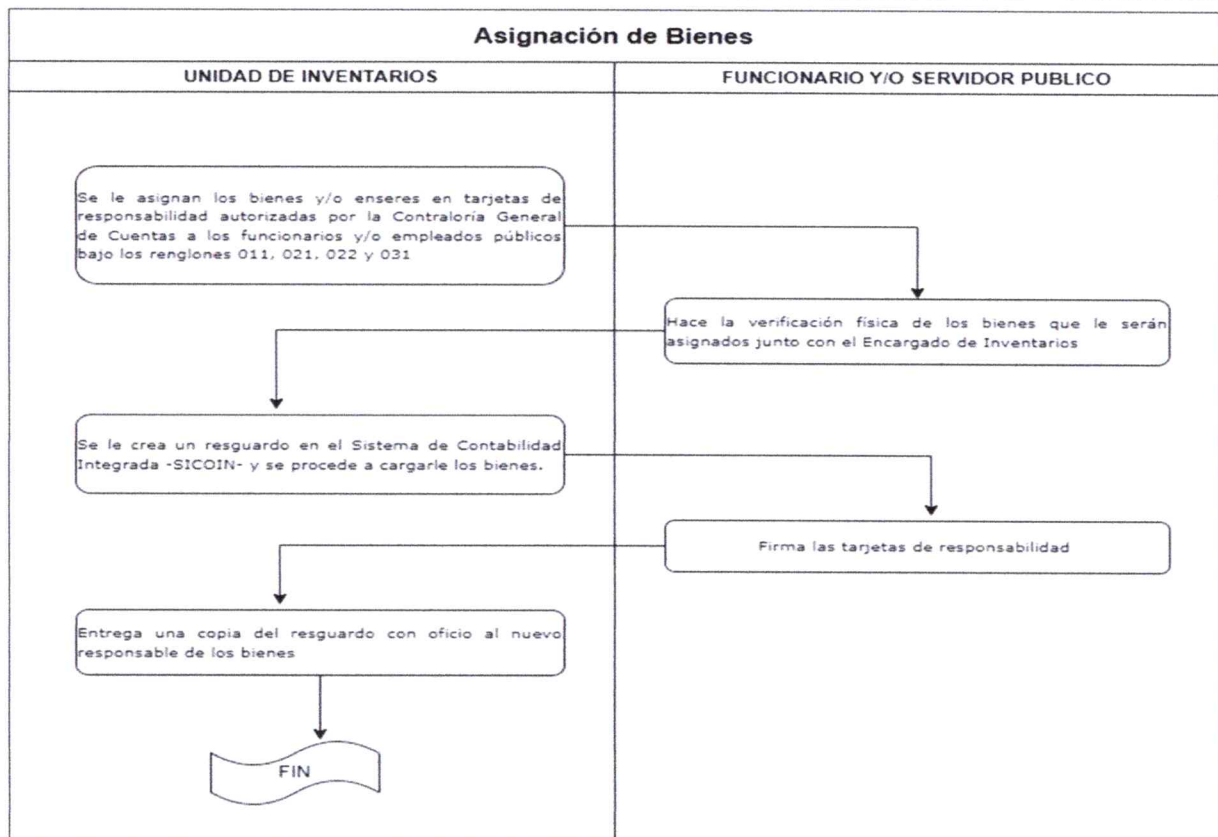 Asignación de Bienes
UNIDAD DE INVENTARIOS
FUNCIONARIO Y/O SERVIDOR PUBLICO
Se le asignan los bienes y/o enseres en tarjetas de
responsabilidad autorizadas por la Contraloría General
de Cuentas a los funcionarios y/o empleados públicos
bajo los renglones 011, 021, 022 y 031
Hace la verificación física de los bienes que le serán
asignados junto con el Encargado de Inventarios
Se le crea un resguardo en el Sistema de Contabilidad
Integrada -SICOIN- y se procede a cargarle los bienes.
Firma las tarjetas de responsabilidad
Entrega una copia del resguardo con oficio al nuevo
responsable de los bienes
FIN